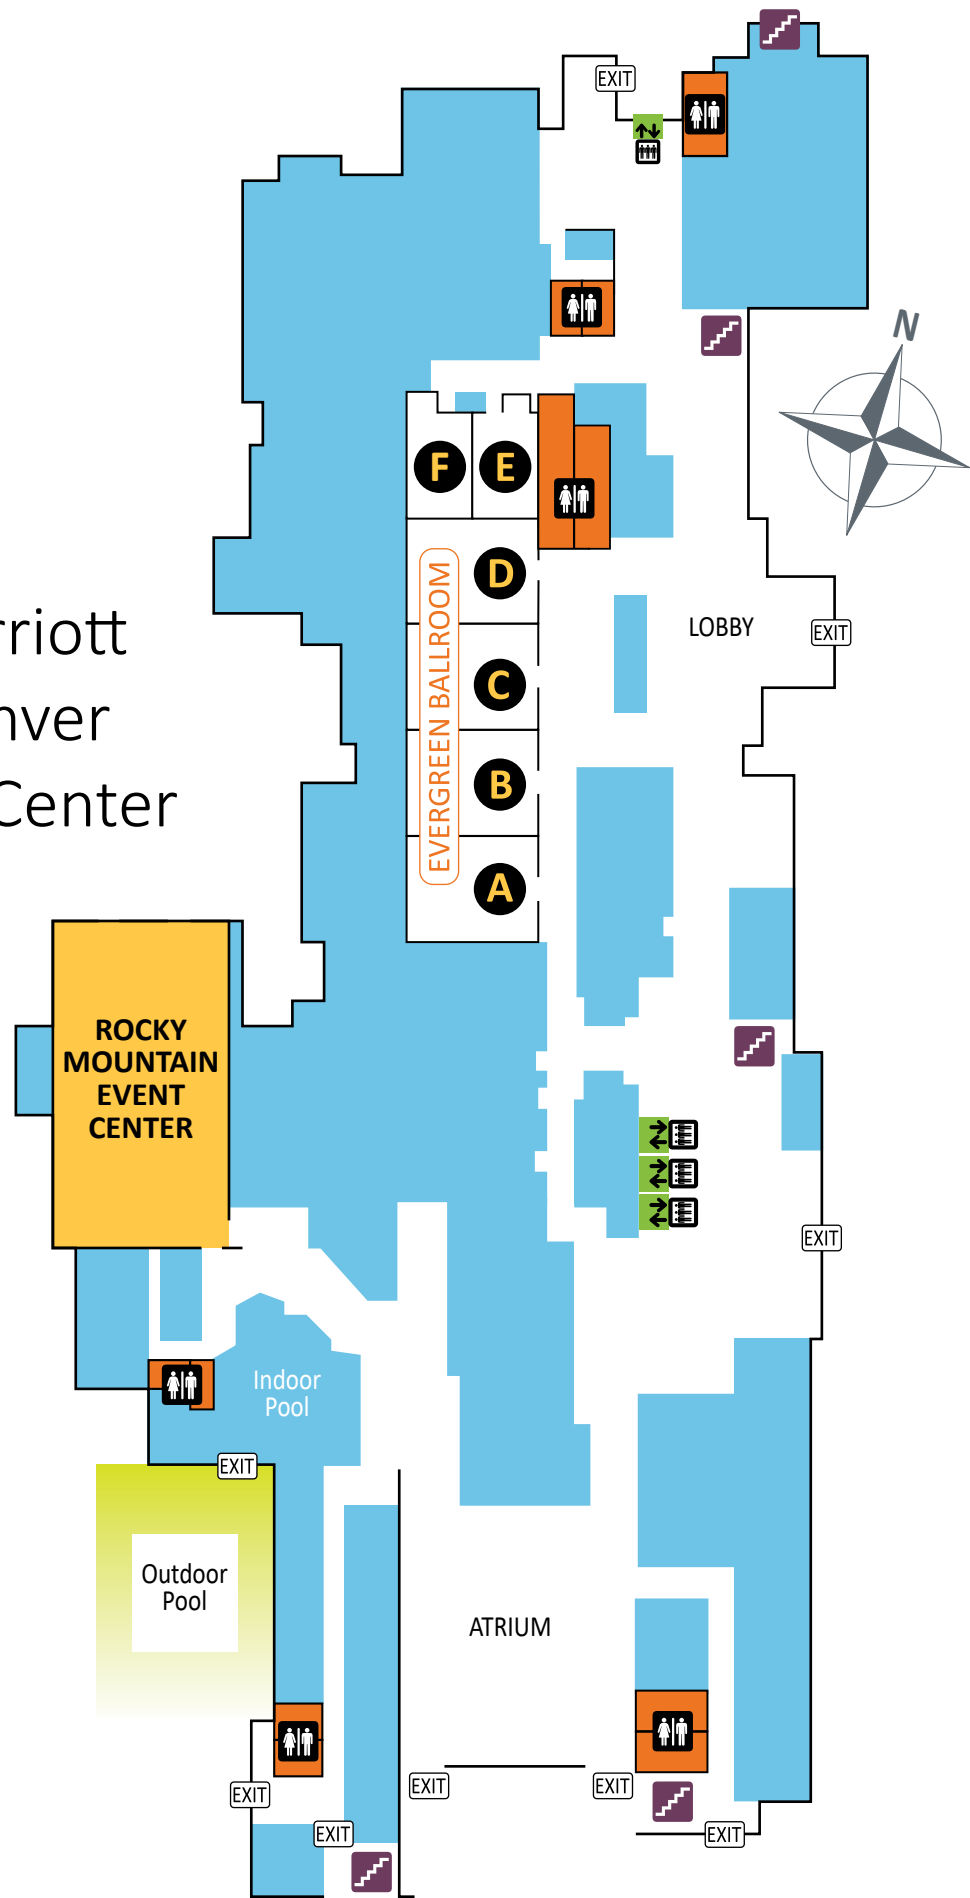 EXIT
N
F
E
D
C
B
A
EVERGREEN BALLROOM
LOBBY
EXIT
rriott
nver
Center
ROCKY
MOUNTAIN
EVENT
CENTER
EXIT
Indoor
Pool
EXIT
Outdoor
Pool
ATRIUM
EXIT
EXIT
EXIT
EXIT
EXIT